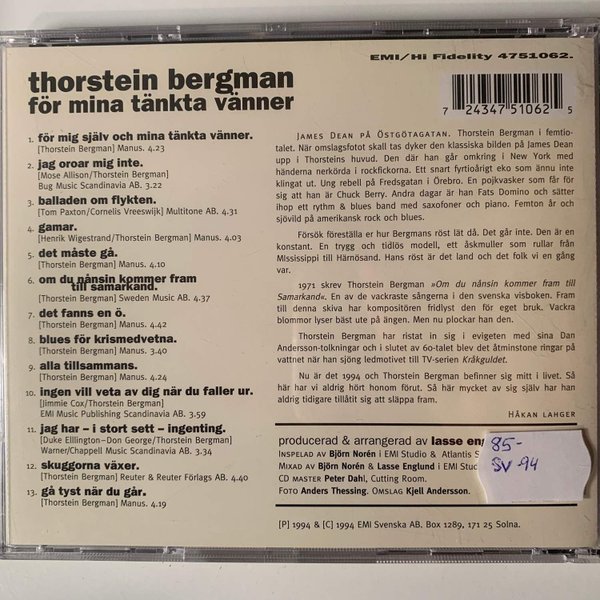 EMI/Hi Fidelity 4751062.
thorstein bergman
för mina tänkta vänner
7 24347 51062 5
1. för mig själv och mina tänkta vänner.
[Thorstein Bergman] Manus. 4.23
2. jag oroar mig inte.
[Mose Allison/Thorstein Bergman]
Bug Music Scandinavia AB. 3.22
3. balladen om flykten.
[Tom Paxton/Cornelis Vreeswijk] Multitone AB. 4.31
4. gamar.
[Henrik Wigestrand/Thorstein Bergman] Manus. 4.03
5. det måste gå.
[Thorstein Bergman] Manus. 4.10
6. om du nånsin kommer fram
till samarkand.
[Thorstein Bergman] Sweden Music AB. 4.37
7. det fanns en ö.
[Thorstein Bergman] Manus. 4.42
8. blues för krismedvetna.
[Thorstein Bergman] Manus. 3.40
9. alla tillsammans.
[Thorstein Bergman] Manus. 4.24
10. ingen vill veta av dig när du faller ur.
[Jimmie Cox/Thorstein Bergman]
EMI Music Publishing Scandinavia AB. 3.59
11. jag har – i stort sett – ingenting.
[Duke Elllington–Don George/Thorstein Bergman]
Warner/Chappell Music Scandinavia AB. 3.34
12. skuggorna växer.
[Thorstein Bergman] Reuter & Reuter Förlags AB. 4.40
13. gå tyst när du går.
[Thorstein Bergman] Manus. 4.19
James Dean på Östgötagatan. Thorstein Bergman i femtio-
talet. När omslagsfotot skall tas dyker den klassiska bilden på James Dean
upp i Thorsteins huvud. Den där han går omkring i New York med
händerna nerkörda i rockfickorna. Ett snart fyrtioårigt eko som ännu inte
klingat ut. Ung rebell på Fredsgatan i Örebro. En pojkvasker som får för
sig att han är Chuck Berry. Andra dagar är han Fats Domino och sätter
ihop ett rythm & blues band med saxofoner och piano. Femton år och
sjövild på amerikansk rock och blues.
Försök föreställa er hur Bergmans röst lät då. Det går inte. Den är en
konstant. En trygg och tidlös modell, ett åskmuller som rullar från
Mississippi till Härnösand. Hans röst är det land och det folk vi en gång
var.
1971 skrev Thorstein Bergman »Om du nånsin kommer fram till
Samarkand«. En av de vackraste sångerna i den svenska visboken. Fram
till denna skiva har kompositören fridlyst den för eget bruk. Vackra
blommor lyser bäst ute på ängen. Men nu plockar han den.
Thorstein Bergman har ristat in sig i evigeten med sina Dan
Andersson-tolkningar och i slutet av 60-talet blev det åtminstone ringar på
vattnet när han sjöng ledmotivet till TV-serien Kråkguldet.
Nu är det 1994 och Thorstein Bergman befinner sig mitt i livet. Så
här har vi aldrig hört honom förut. Så här mycket av sig själv har han
aldrig tidigare tillåtit sig att släppa fram.
Håkan Lahger
producerad & arrangerad av lasse eng
Inspelad av Björn Norén i EMI Studio & Atlantis S
Mixad av Björn Norén & Lasse Englund i EMI Stud
CD master Peter Dahl, Cutting Room.
Foto Anders Thessing. Omslag Kjell Andersson.
85-
SV -94
[P] 1994 & [C] 1994 EMI Svenska AB. Box 1289, 171 25 Solna.